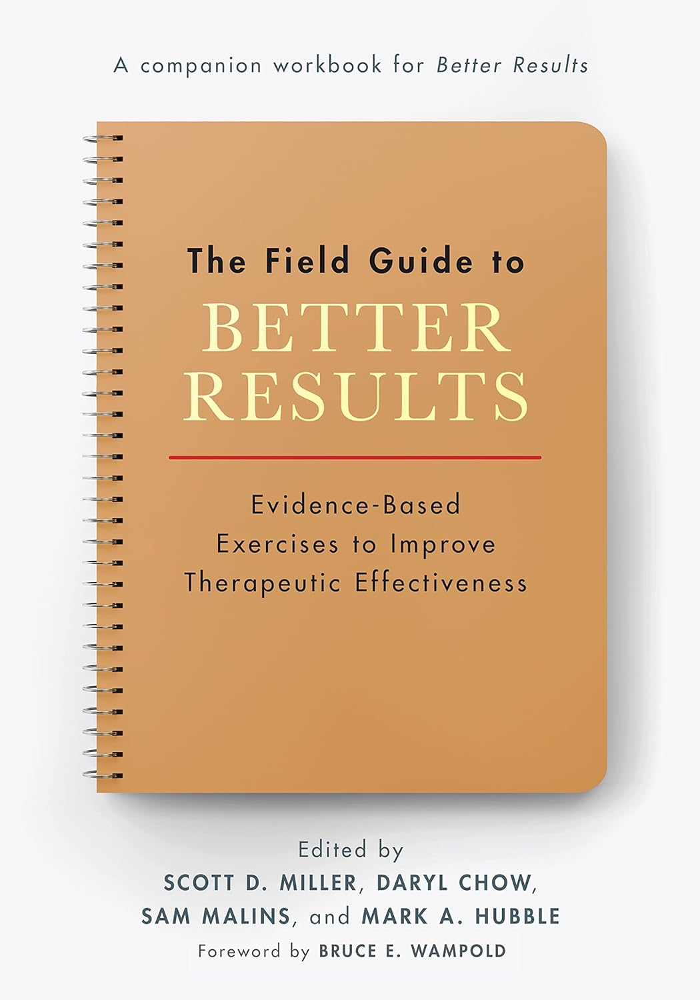 A companion workbook for Better Results
The Field Guide to
BETTER
RESULTS
Evidence-Based
Exercises to Improve
Therapeutic Effectiveness
Edited by
SCOTT D. MILLER, DARYL CHOW,
SAM MALINS, and MARK A. HUBBLE
Foreword by BRUCE E. WAMPOLD